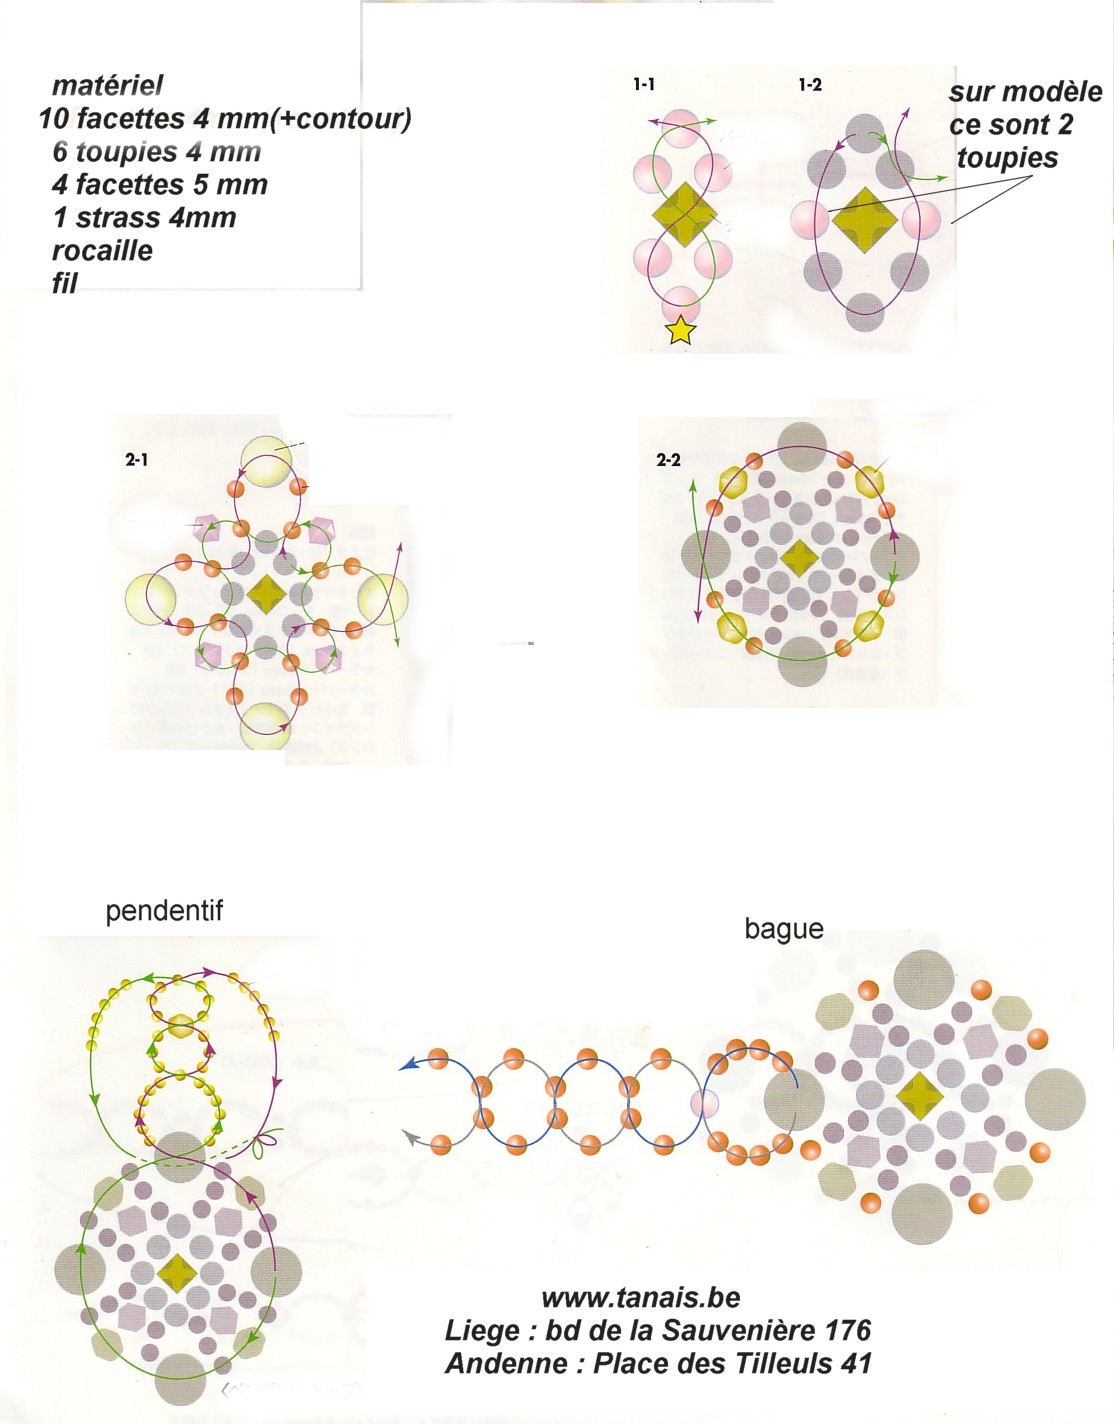 matériel
10 facettes 4 mm(+contour)
6 toupies 4 mm
4 facettes 5 mm
1 strass 4mm
rocaille
fil
1-1
1-2
sur modèle
ce sont 2
toupies
2-1
2-2
pendentif
bague
www.tanais.be
Liege : bd de la Sauvenière 176
Andenne : Place des Tilleuls 41